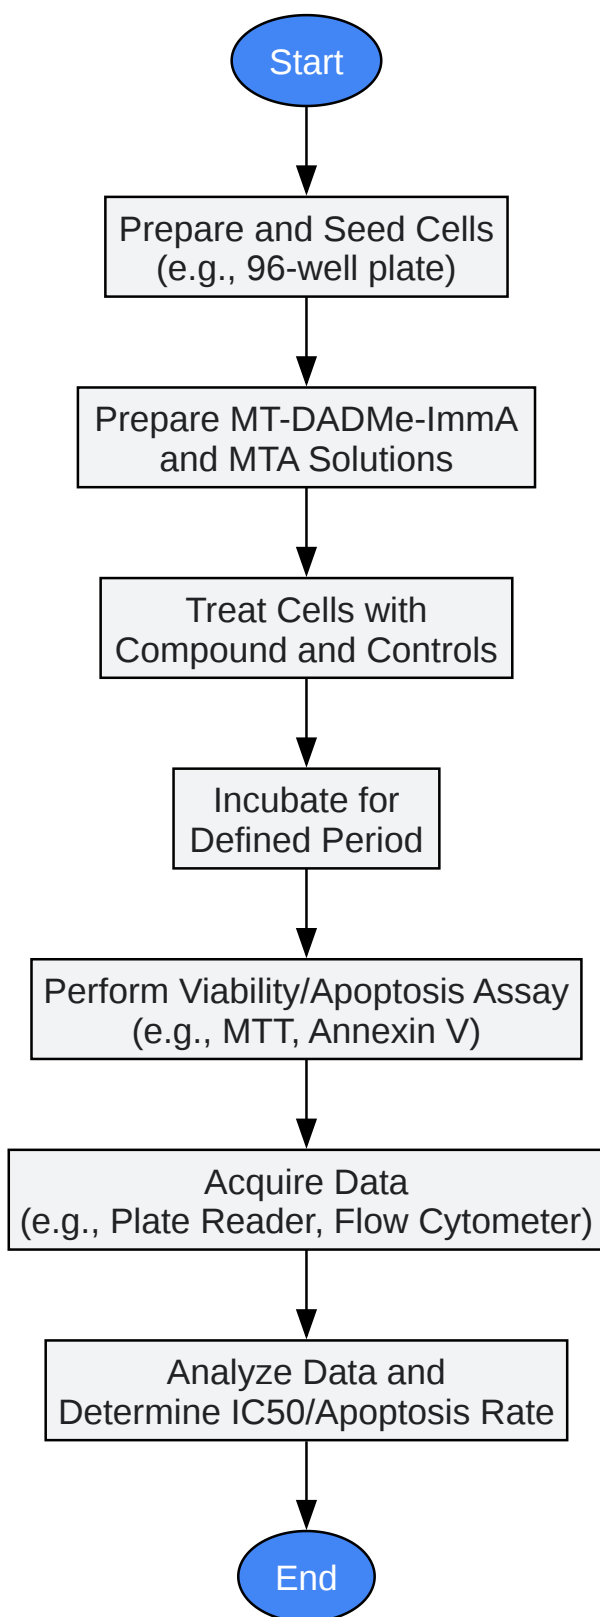 Start
Prepare and Seed Cells
(e.g., 96-well plate)
Prepare MT-DADMe-ImmA
and MTA Solutions
Treat Cells with
Compound and Controls
Incubate for
Defined Period
Perform Viability/Apoptosis Assay
(e.g., MTT, Annexin V)
Acquire Data
(e.g., Plate Reader, Flow Cytometer)
Analyze Data and
Determine IC50/Apoptosis Rate
End